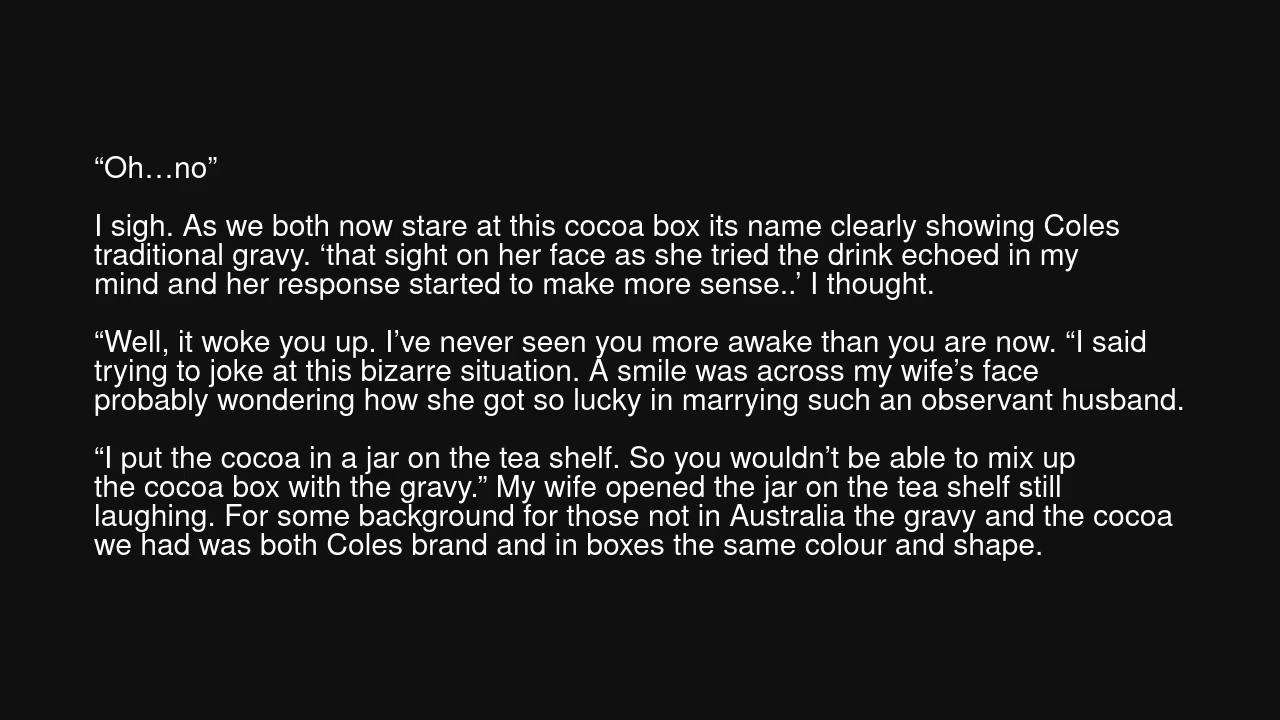 “Oh…no”
I sigh. As we both now stare at this cocoa box its name clearly showing Coles
traditional gravy. ‘that sight on her face as she tried the drink echoed in my
mind and her response started to make more sense..’ I thought.
“Well, it woke you up. I’ve never seen you more awake than you are now. “I said
trying to joke at this bizarre situation. A smile was across my wife’s face
probably wondering how she got so lucky in marrying such an observant husband.
“I put the cocoa in a jar on the tea shelf. So you wouldn’t be able to mix up
the cocoa box with the gravy.” My wife opened the jar on the tea shelf still
laughing. For some background for those not in Australia the gravy and the cocoa
we had was both Coles brand and in boxes the same colour and shape.